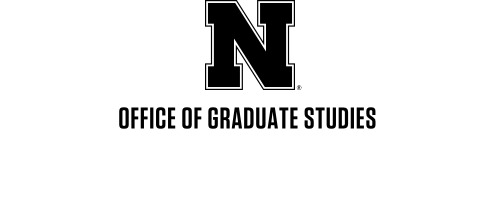 N®
OFFICE OF GRADUATE STUDIES